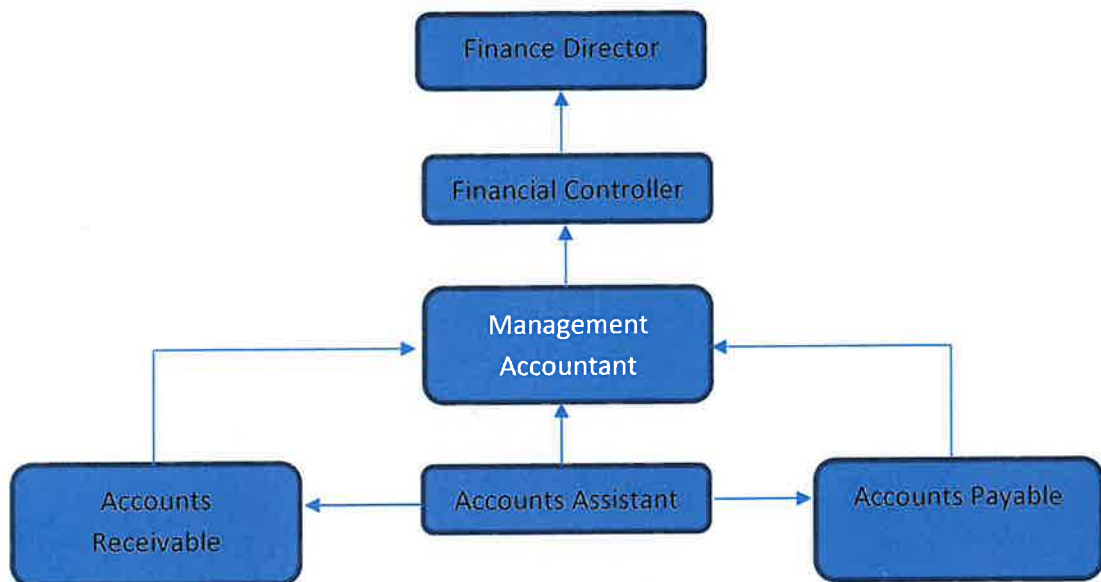 Finance Director
Financial Controller
Management
Accountant
Accounts
Receivable
Accounts Assistant
Accounts Payable